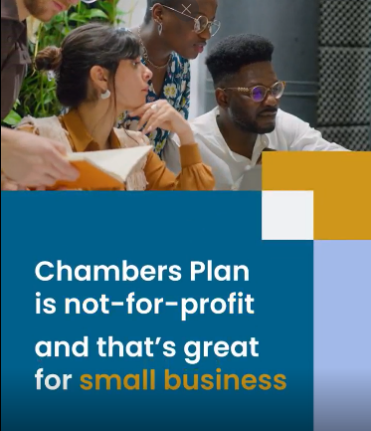 Chambers Plan
is not-for-profit
and that's great
for small business